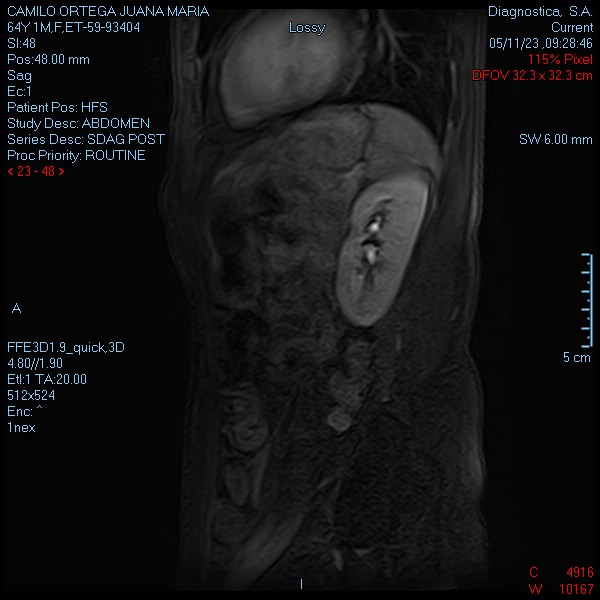 CAMILO ORTEGA JUANA MARIA
64Y 1M,F,ET-59-93404
Sl:48
Pos:48.00 mm
Sag
Ec:1
Patient Pos: HFS
Study Desc: ABDOMEN
Series Desc: SDAG POST
Proc Priority: ROUTINE
< 23 - 48 >
Lossy
Diagnostica, S.A.
Current
05/11/23 ,09:28:46
115% Pixel
DFOV 32.3 x 32.3 cm
SW 6.00 mm
A
5 cm
FFE3D1.9_quick,3D
4.80//1.90
Etl:1 TA:20.00
512x524
Enc: ^
1nex
I
C 4916
W 10167